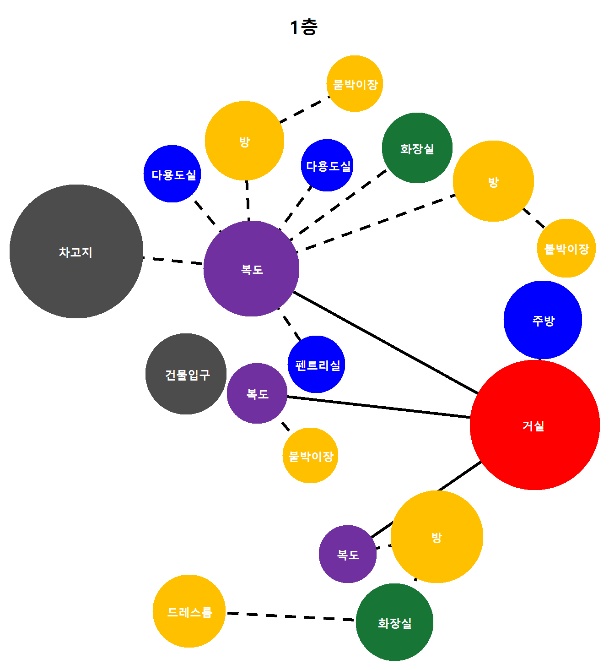 1층
붙박이장
방
화장실
다용도실
다용도실
방
차고지
복도
붙박이장
주방
펜트리실
건물입구
복도
거실
붙박이장
방
복도
드레스룸
화장실